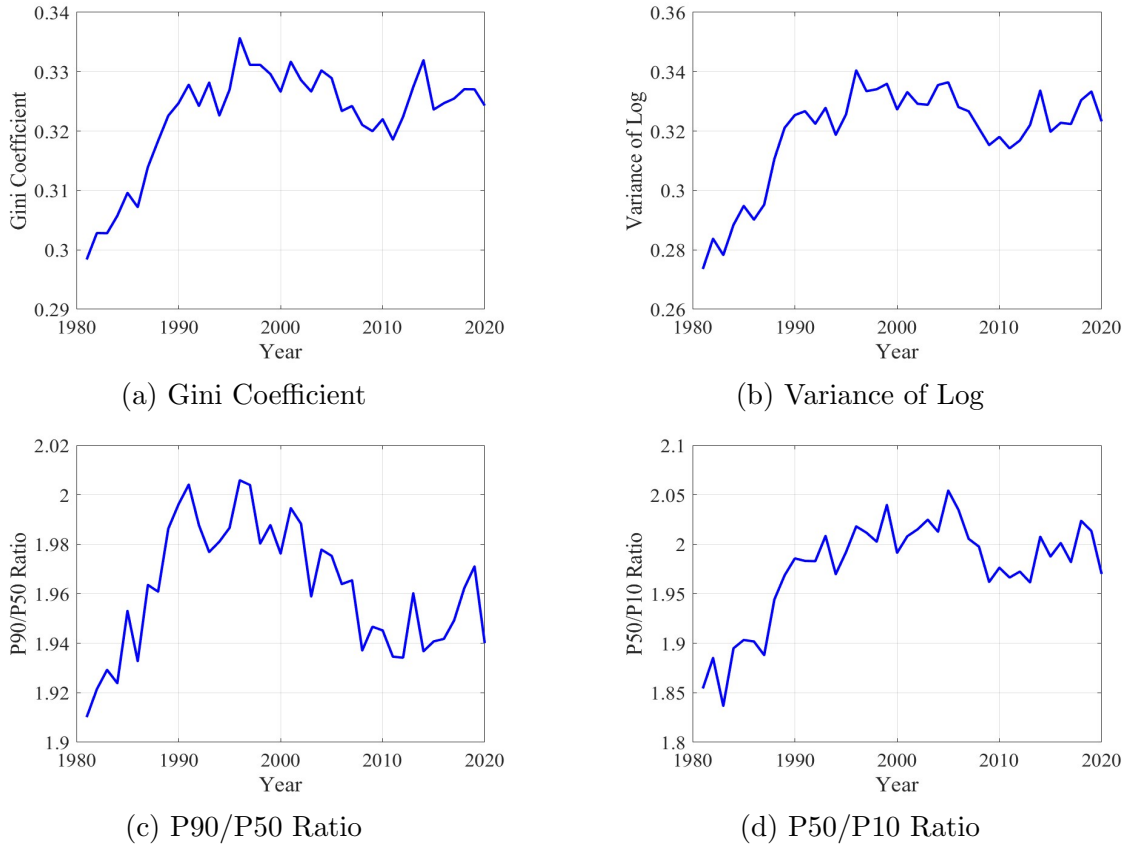 0.34
0.33
0.32
0.31
0.3
0.29
Gini Coefficient
1980 1990 2000 2010 2020
Year
(a) Gini Coefficient
0.36
0.34
0.32
0.3
0.28
0.26
Variance of Log
1980 1990 2000 2010 2020
Year
(b) Variance of Log
2.02
2
1.98
1.96
1.94
1.92
1.9
P90/P50 Ratio
1980 1990 2000 2010 2020
Year
(c) P90/P50 Ratio
2.1
2.05
2
1.95
1.9
1.85
1.8
P50/P10 Ratio
1980 1990 2000 2010 2020
Year
(d) P50/P10 Ratio